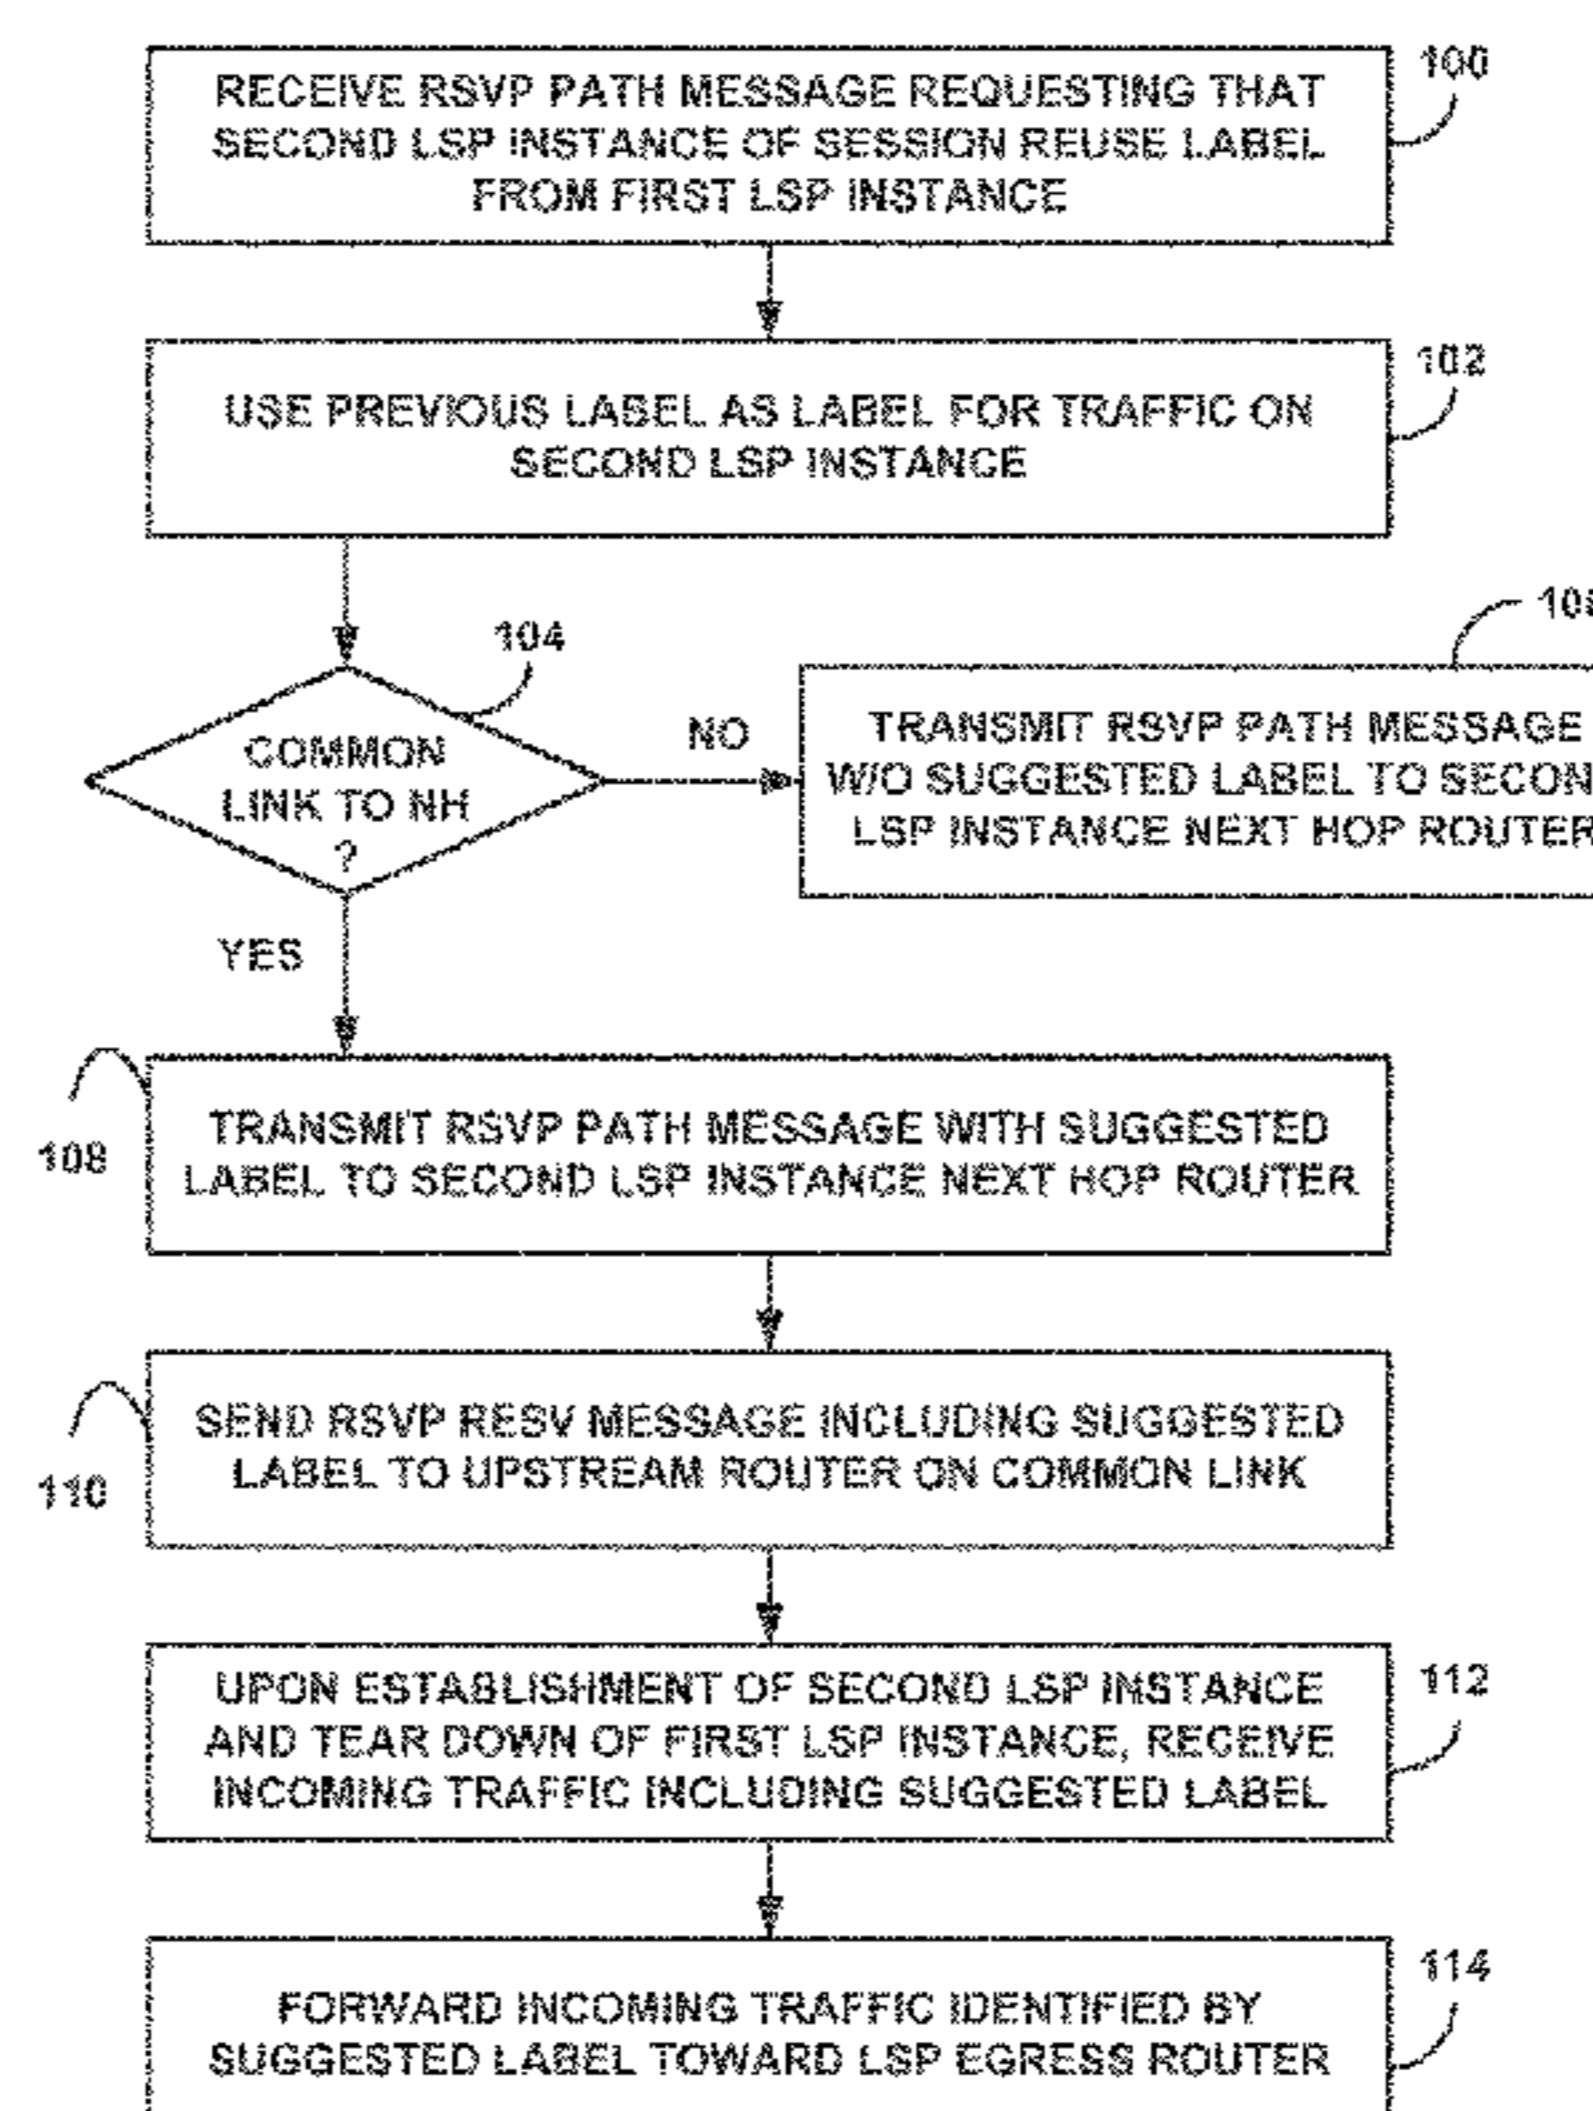 RECEIVE RSVP PATH MESSAGE REQUESTING THAT
SECOND LSP INSTANCE OF SESSION REUSE LABEL
FROM FIRST LSP INSTANCE
100
USE PREVIOUS LABEL AS LABEL FOR TRAFFIC ON
SECOND LSP INSTANCE
102
104
COMMON
LINK TO NH
?
NO
TRANSMIT RSVP PATH MESSAGE
W/O SUGGESTED LABEL TO SECON
LSP INSTANCE NEXT HOP ROUTER
YES
108
TRANSMIT RSVP PATH MESSAGE WITH SUGGESTED
LABEL TO SECOND LSP INSTANCE NEXT HOP ROUTER
110
SEND RSVP RESV MESSAGE INCLUDING SUGGESTED
LABEL TO UPSTREAM ROUTER ON COMMON LINK
UPON ESTABLISHMENT OF SECOND LSP INSTANCE
AND TEAR DOWN OF FIRST LSP INSTANCE, RECEIVE
INCOMING TRAFFIC INCLUDING SUGGESTED LABEL
112
FORWARD INCOMING TRAFFIC IDENTIFIED BY
SUGGESTED LABEL TOWARD LSP EGRESS ROUTER
114